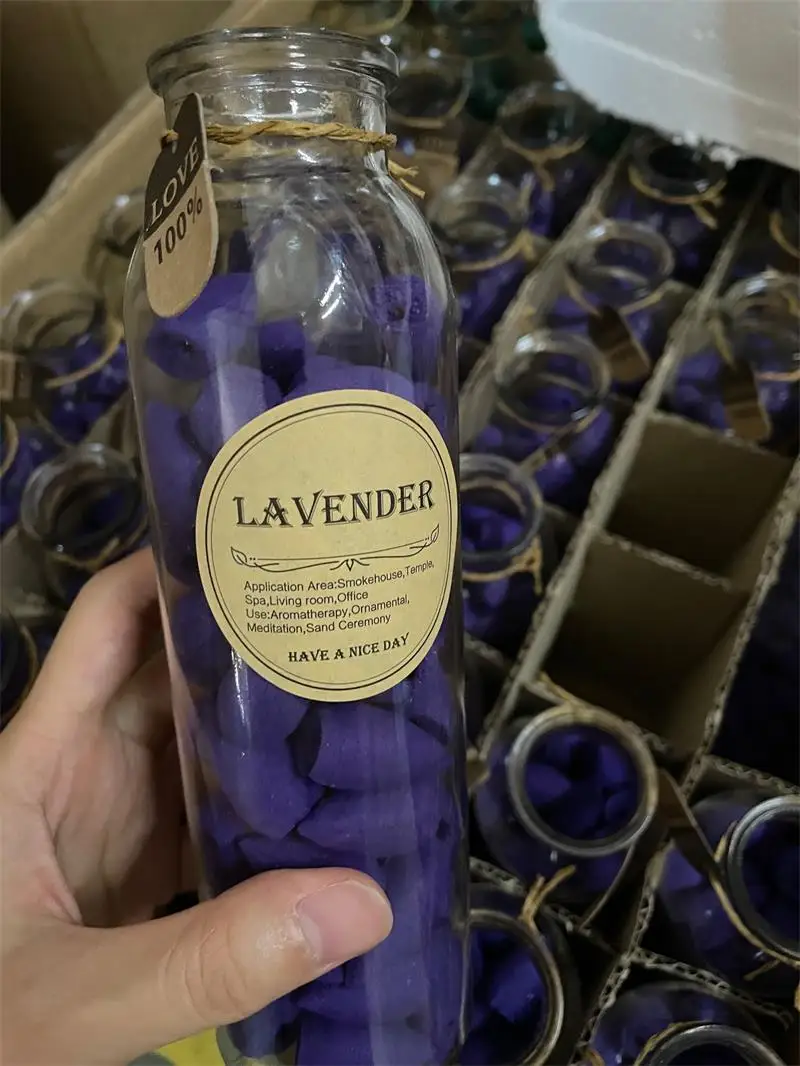 LOVE
100%
LAVENDER
Application Area:Smokehouse,Temple,
Spa,Living room,Office
Use:Aromatherapy,Ornamental,
Meditation,Sand Ceremony
HAVE A NICE DAY